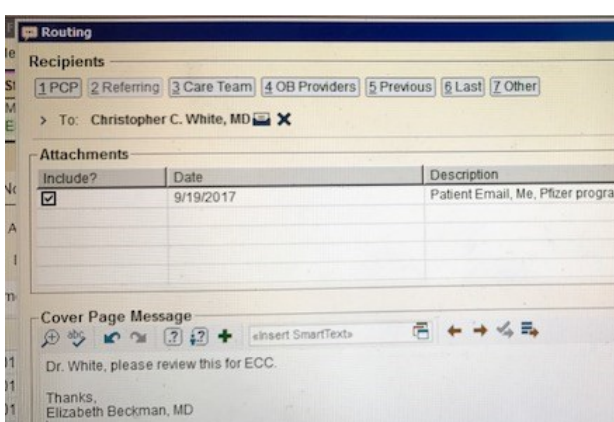 Routing
Recipients
1 PCP 2 Referring 3 Care Team 4 OB Providers 5 Previous 6 Last 7 Other
To: Christopher C. White, MD
Attachments
Include? Date Description
9/19/2017 Patient Email, Me, Pfizer progra
Cover Page Message
abc «Insert SmartText»
Dr. White, please review this for ECC.
Thanks,
Elizabeth Beckman, MD